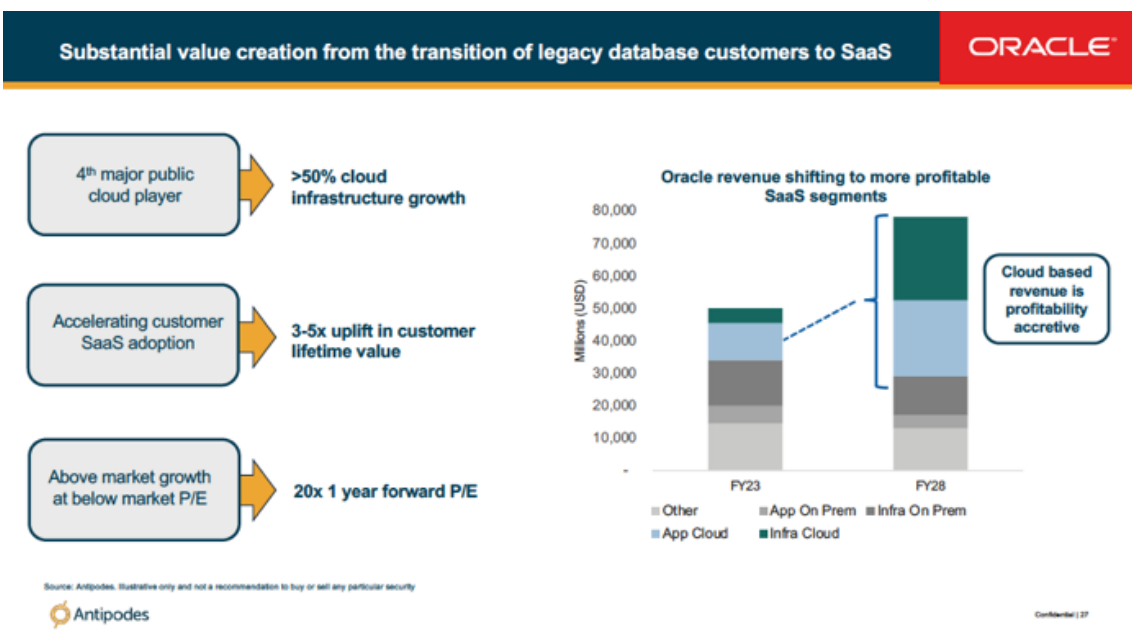 Substantial value creation from the transition of legacy database customers to SaaS
ORACLE
4th major public
cloud player
>50% cloud
infrastructure growth
Accelerating customer
SaaS adoption
3-5x uplift in customer
lifetime value
Above market growth
at below market P/E
20x 1 year forward P/E
Oracle revenue shifting to more profitable
SaaS segments
Millions (USD)
80,000
70,000
60,000
50,000
40,000
30,000
20,000
10,000
-
FY23
FY28
Other
App On Prem
Infra On Prem
App Cloud
Infra Cloud
Cloud based
revenue is
profitability
accretive
Source: Antipodes. Illustrative only and not a recommendation to buy or sell any particular security
Antipodes
Confidential | 27